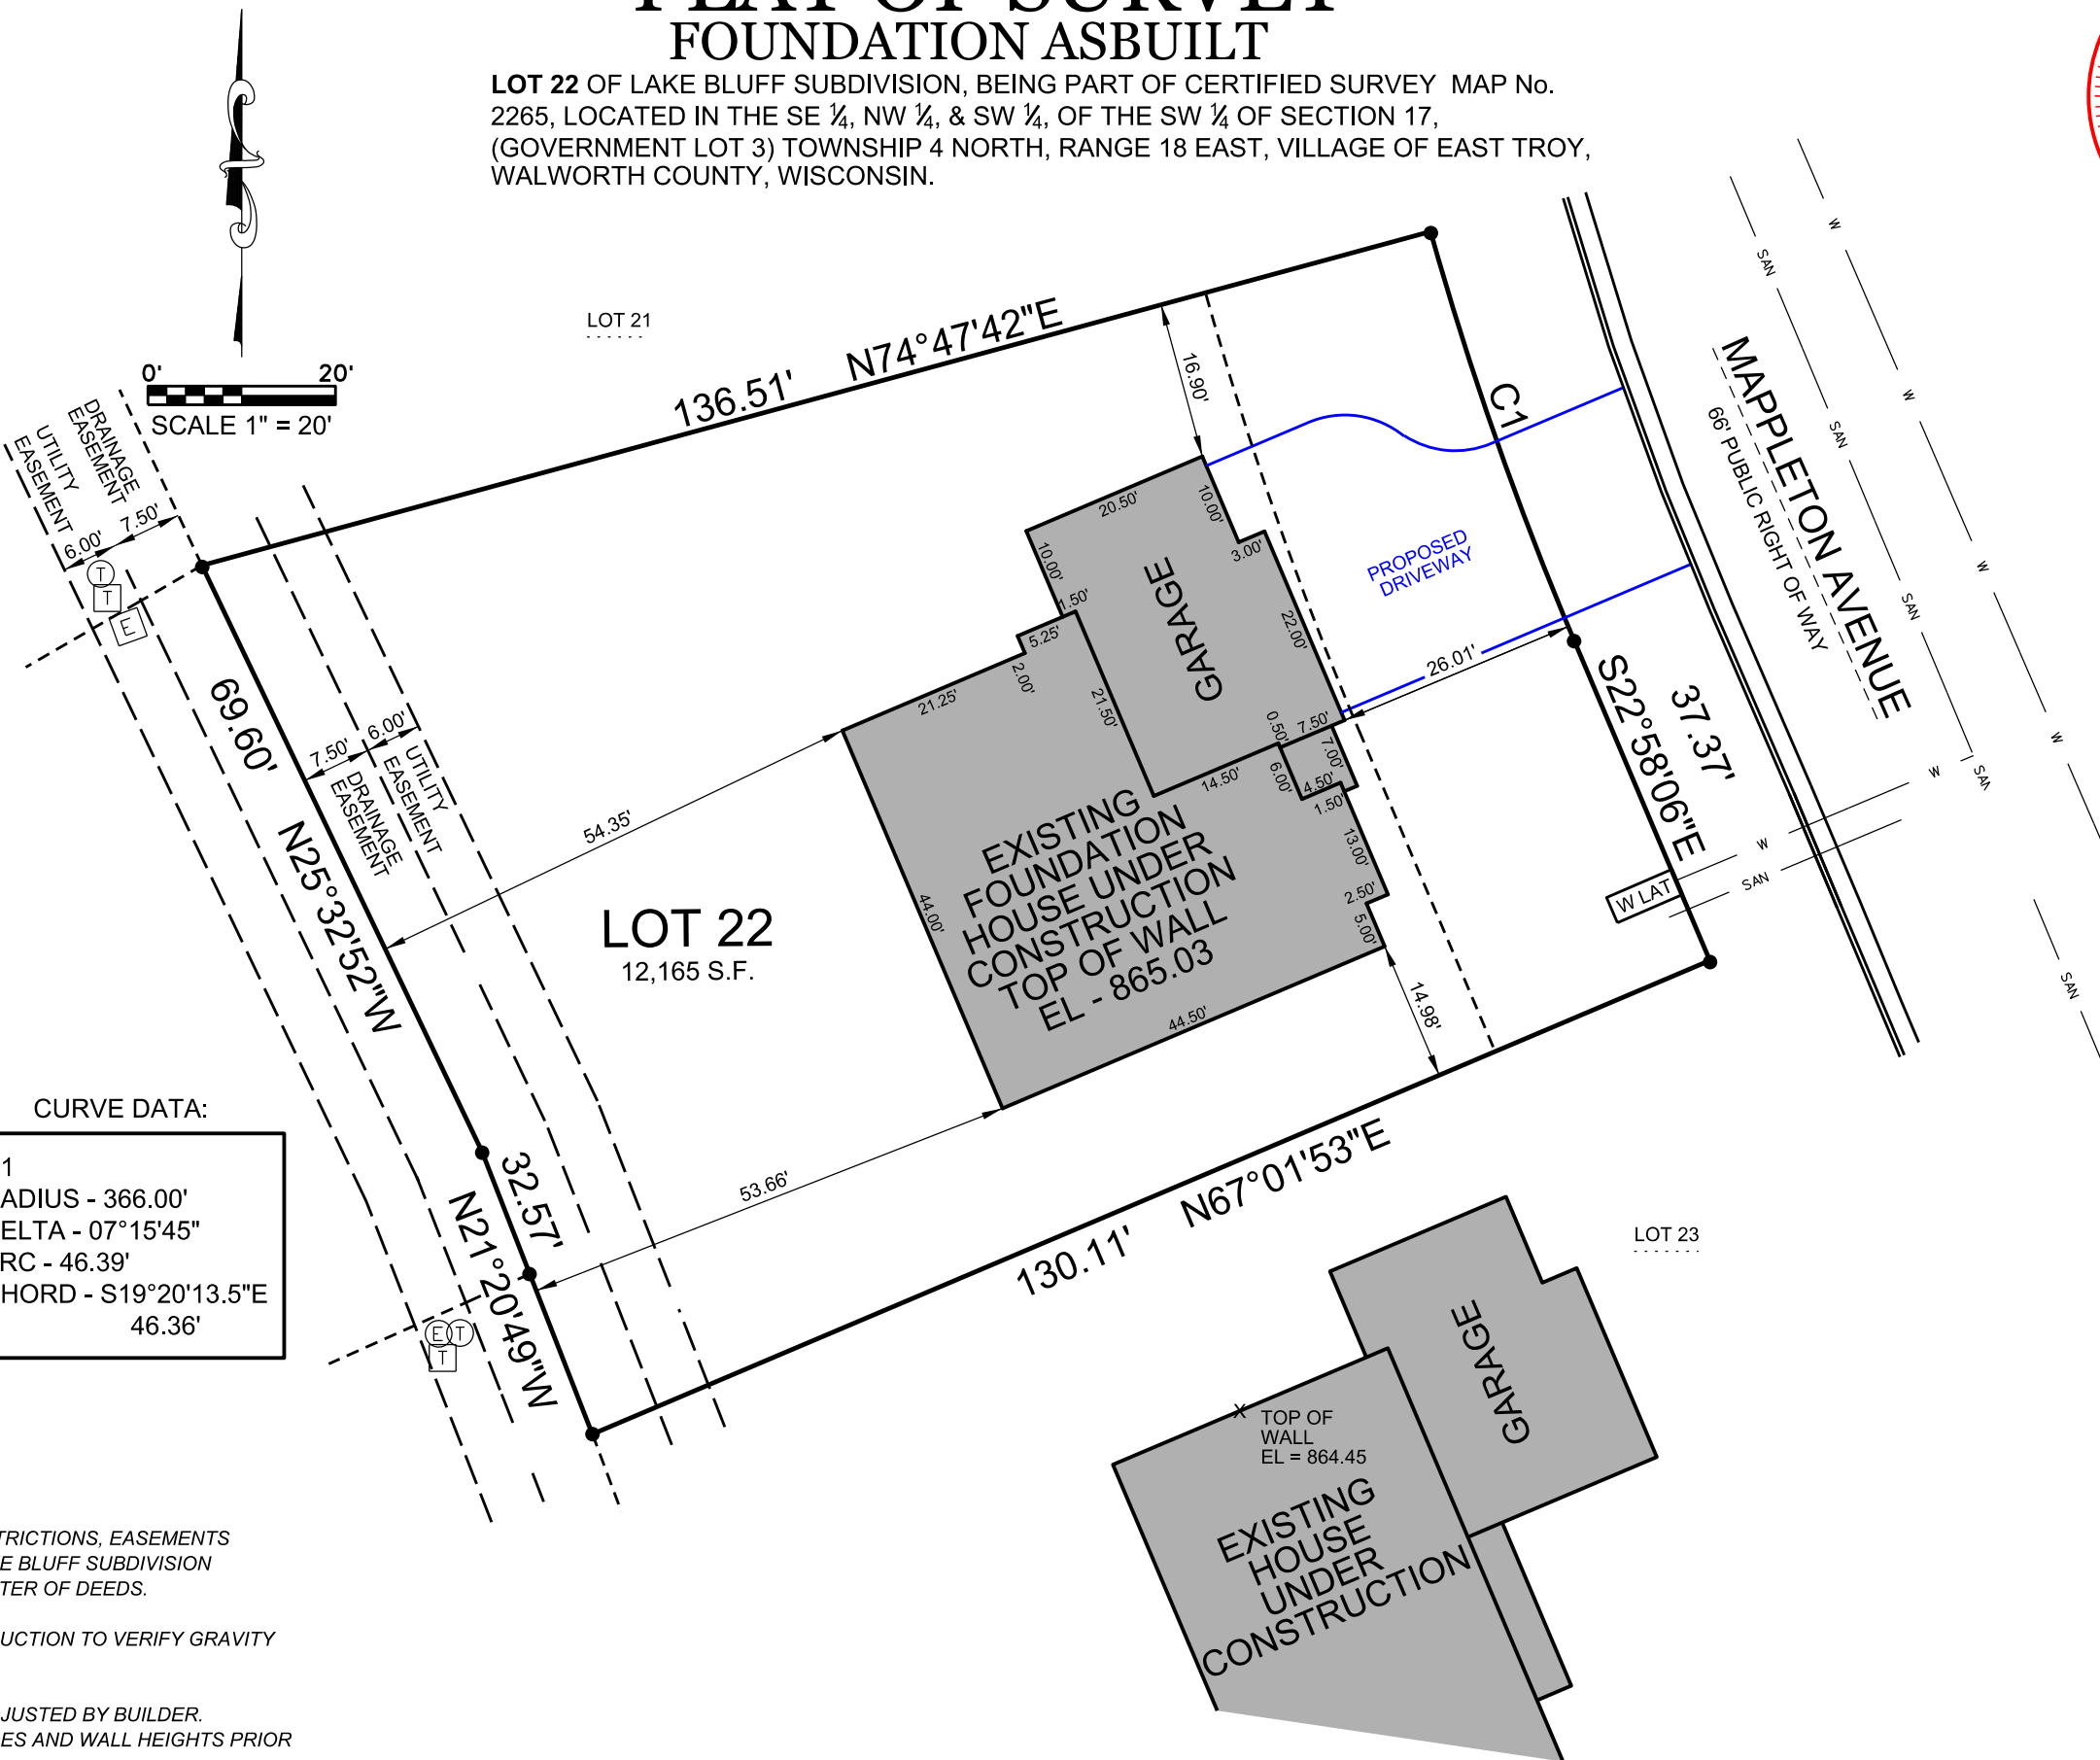 PLAT OF SURVEY
FOUNDATION ASBUILT
LOT 22 OF LAKE BLUFF SUBDIVISION, BEING PART OF CERTIFIED SURVEY MAP No.
2265, LOCATED IN THE SE ¼, NW ¼, & SW ¼, OF THE SW ¼ OF SECTION 17,
(GOVERNMENT LOT 3) TOWNSHIP 4 NORTH, RANGE 18 EAST, VILLAGE OF EAST TROY,
WALWORTH COUNTY, WISCONSIN.
0' 20'
SCALE 1" = 20'
LOT 21
136.51' N74°47'42"E
C1
MAPPLETON AVENUE
66' PUBLIC RIGHT OF WAY
SAN
SAN
SAN
SAN
SAN
W
W
W
W
W
W
SAN
W
W LAT
DRAINAGE
EASEMENT
UTILITY
EASEMENT
6.00'
7.50'
T
T
E
69.60' N25°32'52"W
7.50'
6.00'
DRAINAGE
EASEMENT
UTILITY
EASEMENT
16.90'
20.50'
10.00'
10.00'
3.00'
1.50'
5.25'
2.00'
21.25'
21.50'
22.00'
GARAGE
PROPOSED
DRIVEWAY
26.01'
0.50'
7.50'
7.00'
14.50'
6.00'
4.50'
1.50'
13.00'
2.50'
5.00'
44.00'
44.50'
14.98'
54.35'
53.66'
37.37'
S22°58'06"E
EXISTING
FOUNDATION
HOUSE UNDER
CONSTRUCTION
TOP OF WALL
EL - 865.03
LOT 22
12,165 S.F.
32.57'
N21°20'49"W
E T
T
130.11' N67°01'53"E
LOT 23
GARAGE
X TOP OF
WALL
EL = 864.45
EXISTING
HOUSE
UNDER
CONSTRUCTION
CURVE DATA:
1
ADIUS - 366.00'
ELTA - 07°15'45"
RC - 46.39'
HORD - S19°20'13.5"E
46.36'
TRICTIONS, EASEMENTS
E BLUFF SUBDIVISION
TER OF DEEDS.
UCTION TO VERIFY GRAVITY
JUSTED BY BUILDER.
ES AND WALL HEIGHTS PRIOR